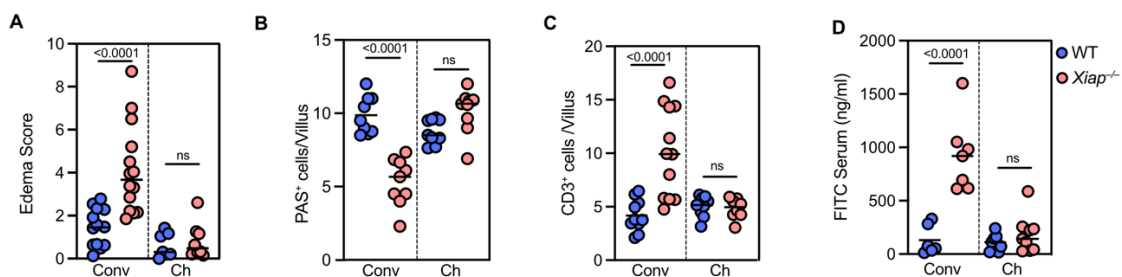 A
Edema Score
10
8
6
4
2
0
<0.0001
ns
Conv
Ch
B
PAS⁺ cells/Villus
15
10
5
0
<0.0001
ns
Conv
Ch
C
CD3⁺ cells /Villus
20
15
10
5
0
<0.0001
ns
Conv
Ch
D
FITC Serum (ng/ml)
2000
1500
1000
500
0
<0.0001
ns
Conv
Ch
WT
Xiap⁻/⁻